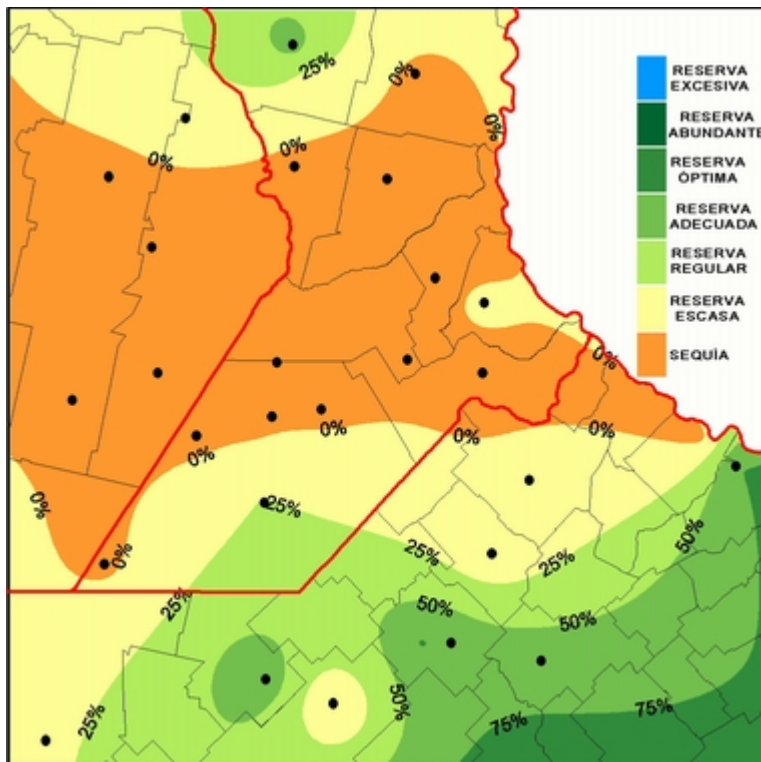 25%
0%
0%
0%
0%
RESERVA
EXCESIVA
RESERVA
ABUNDANTE
RESERVA
ÓPTIMA
RESERVA
ADECUADA
RESERVA
REGULAR
RESERVA
ESCASA
SEQUÌA
0%
0%
0%
0%
0%
0%
25%
50%
25%
0%
25%
25%
50%
50%
50%
25%
75%
75%